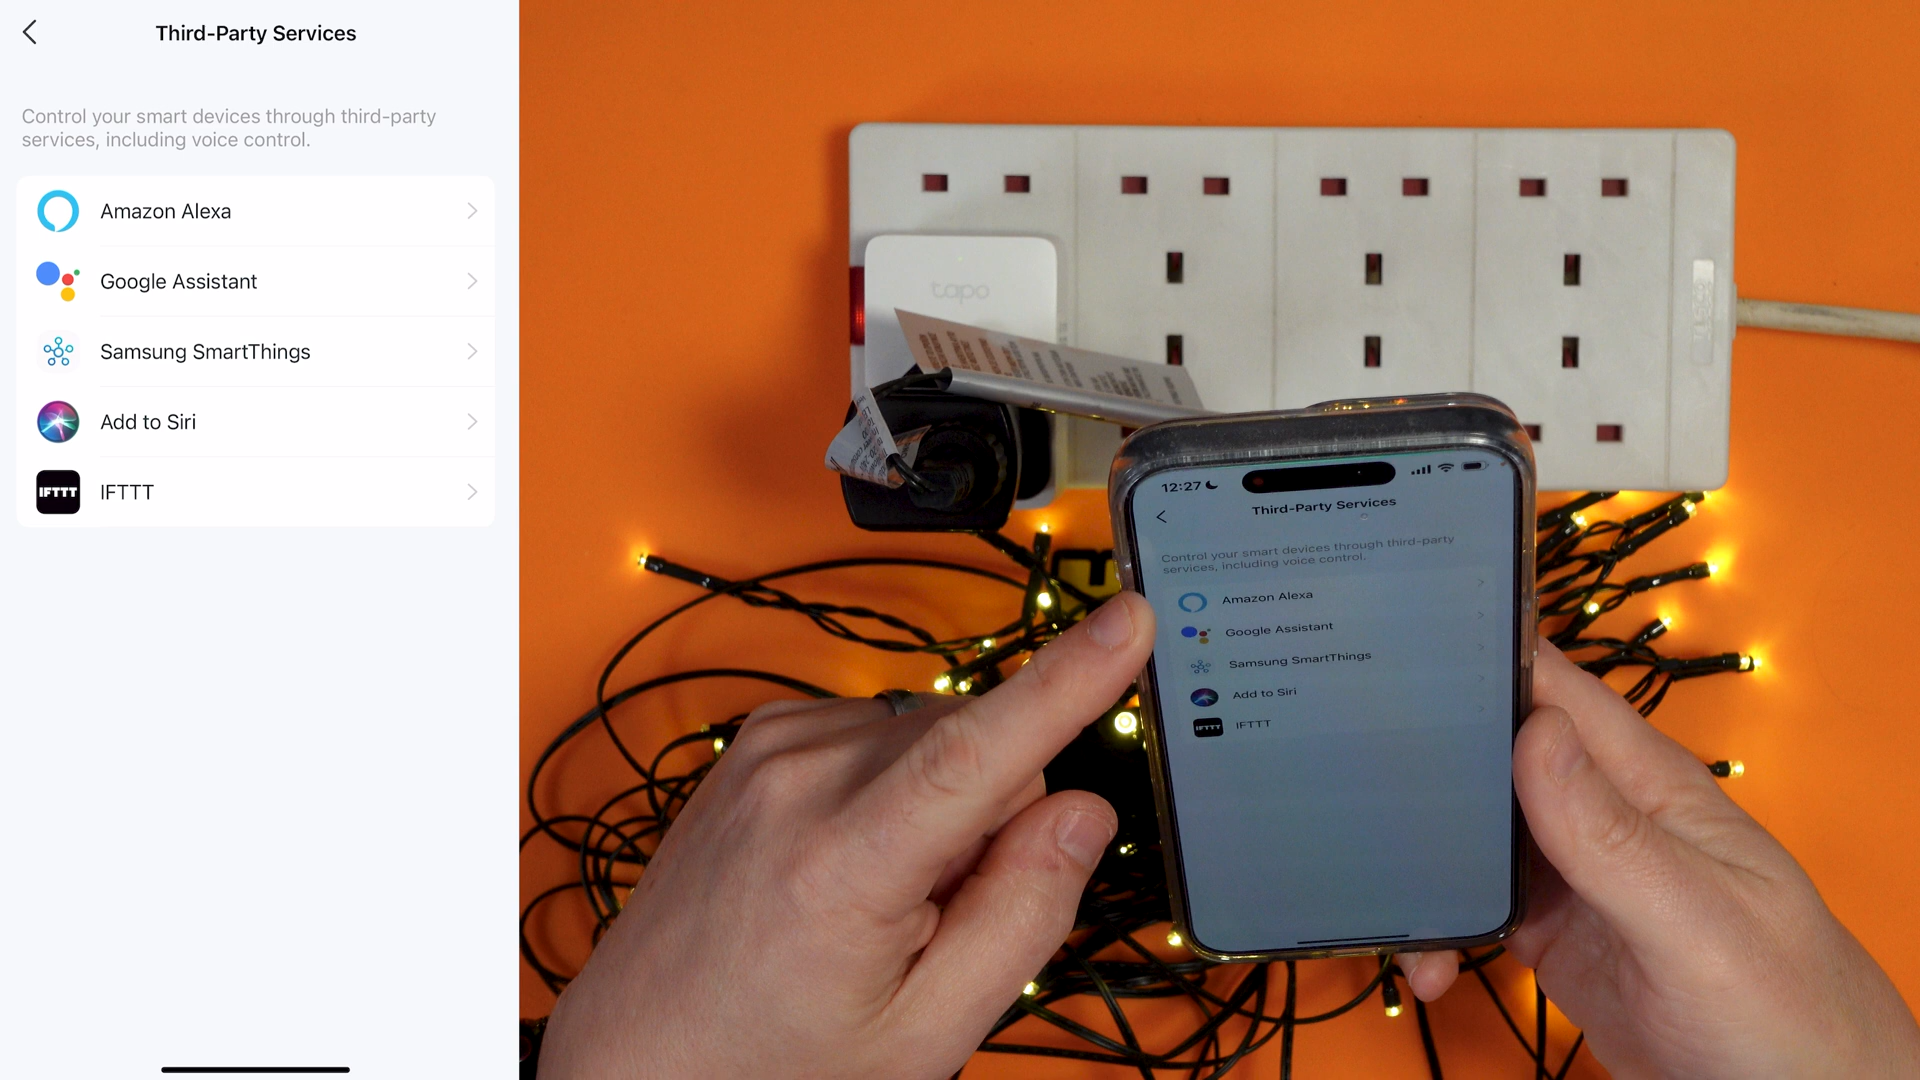 Third-Party Services
Control your smart devices through third-party
services, including voice control.
Amazon Alexa
Google Assistant
Samsung SmartThings
Add to Siri
IFTTT
IFTTT
tapo
12:27
Third-Party Services
Control your smart devices through third-party
services, including voice control.
Amazon Alexa
Google Assistant
Samsung SmartThings
Add to Siri
IFTTT
IFTTT